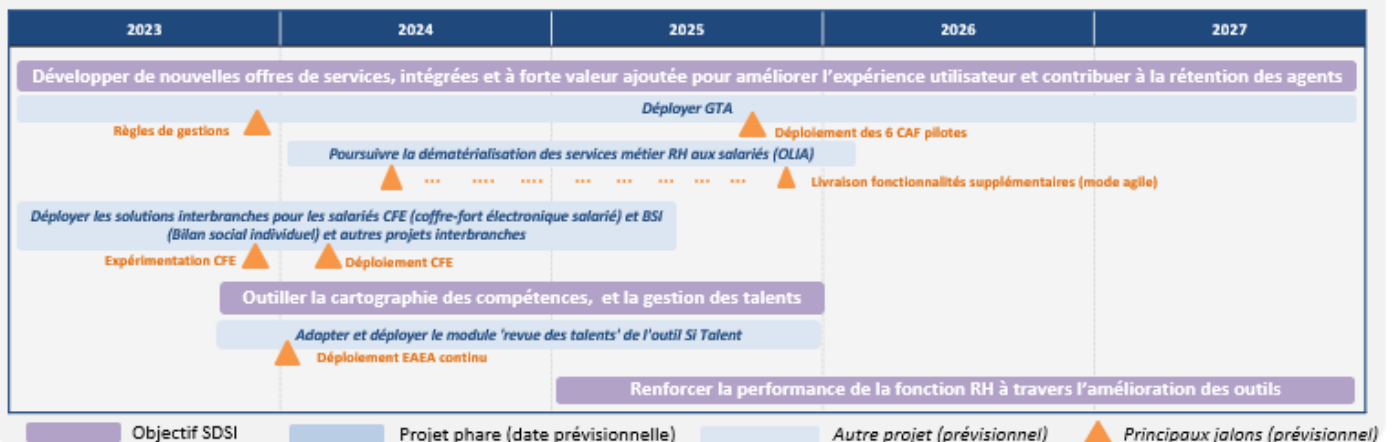 2023 2024 2025 2026 2027
Développer de nouvelles offres de services, intégrées et à forte valeur ajoutée pour améliorer l'expérience utilisateur et contribuer à la rétention des agents
Déployer GTA
Règles de gestions
Déploiement des 6 CAF pilotes
Poursuivre la dématérialisation des services métier RH aux salariés (OLIA)
... .... .... ... ... ... ... ...
Livraison fonctionnalités supplémentaires (mode agile)
Déployer les solutions interbranches pour les salariés CFE (coffre-fort électronique salarié) et BSI
(Bilan social individuel) et autres projets interbranches
Expérimentation CFE
Déploiement CFE
Outiller la cartographie des compétences, et la gestion des talents
Adapter et déployer le module 'revue des talents' de l'outil Si Talent
Déploiement EAEA continu
Renforcer la performance de la fonction RH à travers l'amélioration des outils
Objectif SDSI
Projet phare (date prévisionnelle)
Autre projet (prévisionnel)
Principaux jalons (prévisionnel)